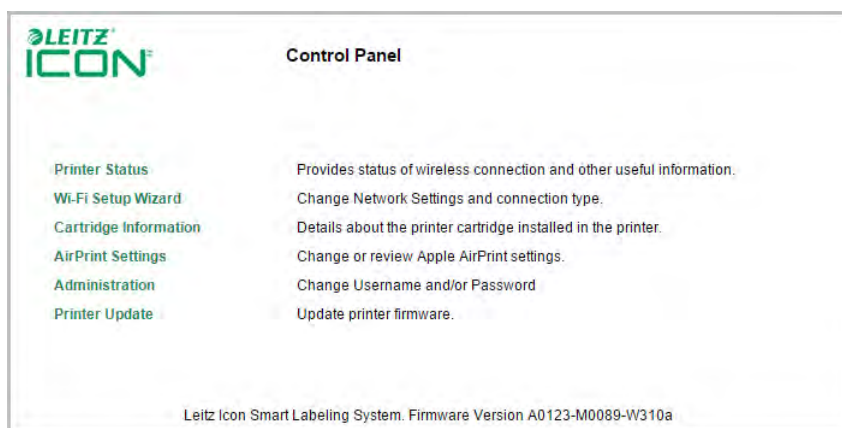 LEITZ
ICON
Control Panel
Printer Status Provides status of wireless connection and other useful information.
Wi-Fi Setup Wizard Change Network Settings and connection type.
Cartridge Information Details about the printer cartridge installed in the printer.
AirPrint Settings Change or review Apple AirPrint settings.
Administration Change Username and/or Password
Printer Update Update printer firmware.
Leitz Icon Smart Labeling System. Firmware Version A0123-M0089-W310a